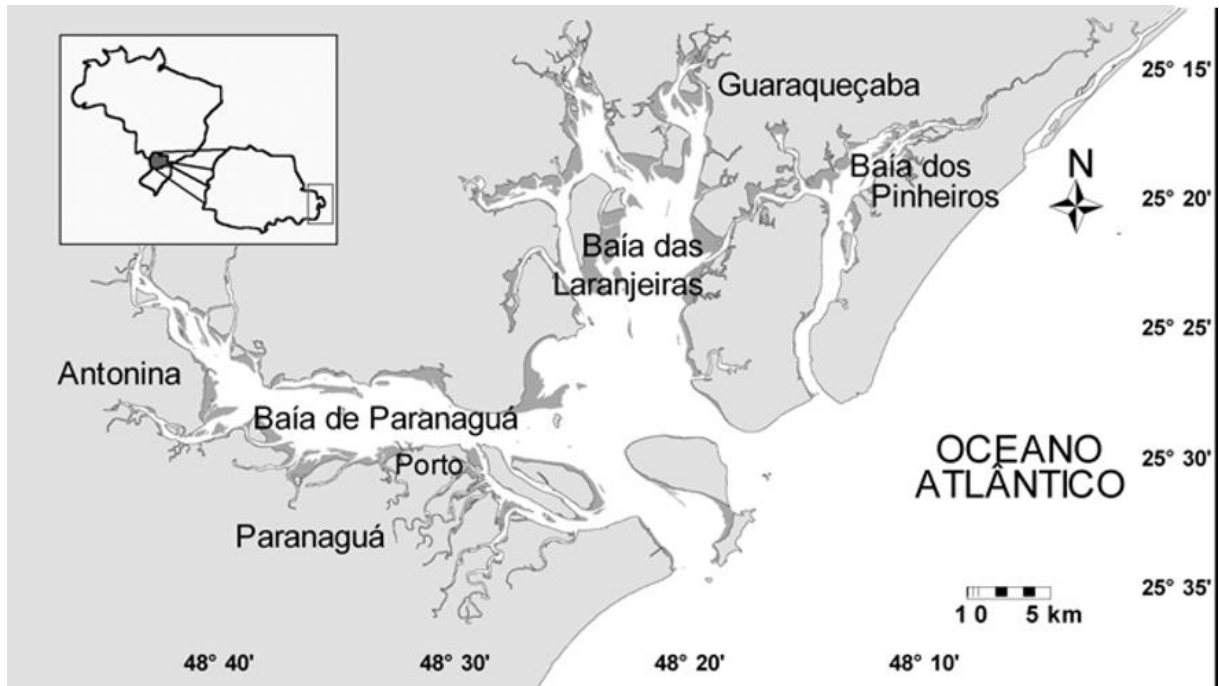 Guaraqueçaba
Baía dos
Pinheiros
N
Baía das
Laranjeiras
Antonina
Baía de Paranaguá
Porto
Paranaguá
OCEANO
ATLÂNTICO
25° 15'
25° 20'
25° 25'
25° 30'
25° 35'
1 0 5 km
48° 40'
48° 30'
48° 20'
48° 10'